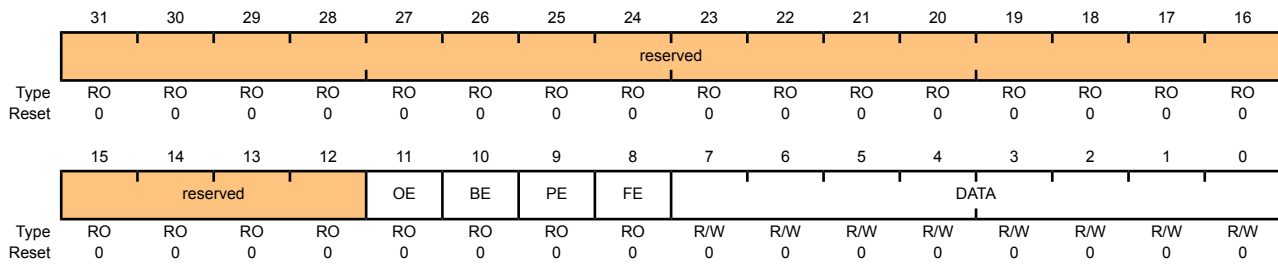 31 30 29 28 27 26 25 24 23 22 21 20 19 18 17 16
reserved
Type RO RO RO RO RO RO RO RO RO RO RO RO RO RO RO RO
Reset 0 0 0 0 0 0 0 0 0 0 0 0 0 0 0 0
15 14 13 12 11 10 9 8 7 6 5 4 3 2 1 0
reserved OE BE PE FE DATA
Type RO RO RO RO RO RO RO RO R/W R/W R/W R/W R/W R/W R/W R/W
Reset 0 0 0 0 0 0 0 0 0 0 0 0 0 0 0 0